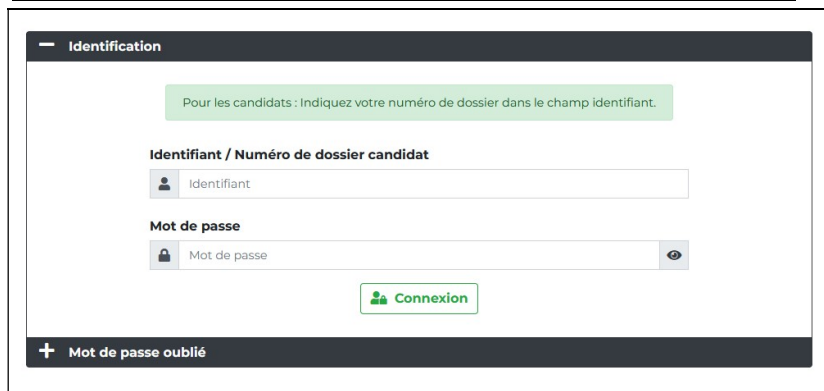 Identification
Pour les candidats : Indiquez votre numéro de dossier dans le champ identifiant.
Identifiant / Numéro de dossier candidat
Identifiant
Mot de passe
Mot de passe
Connexion
Mot de passe oublié